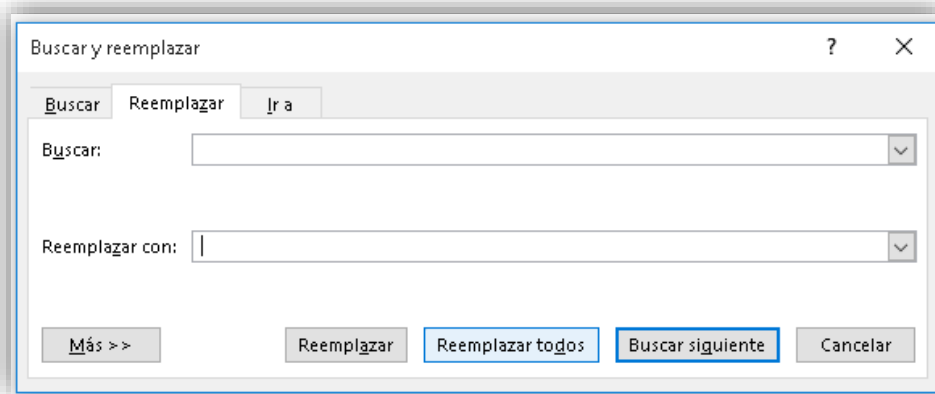 Buscar y reemplazar ?
Buscar Reemplazar Ir a
Buscar:
Reemplazar con:
Más >> Reemplazar Reemplazar todos Buscar siguiente Cancelar